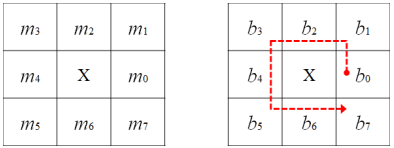 m₃ m₂ m₁ b₃ b₂ b₁
m₄ X m₀ b₄ X b₀
m₅ m₆ m₇ b₅ b₆ b₇